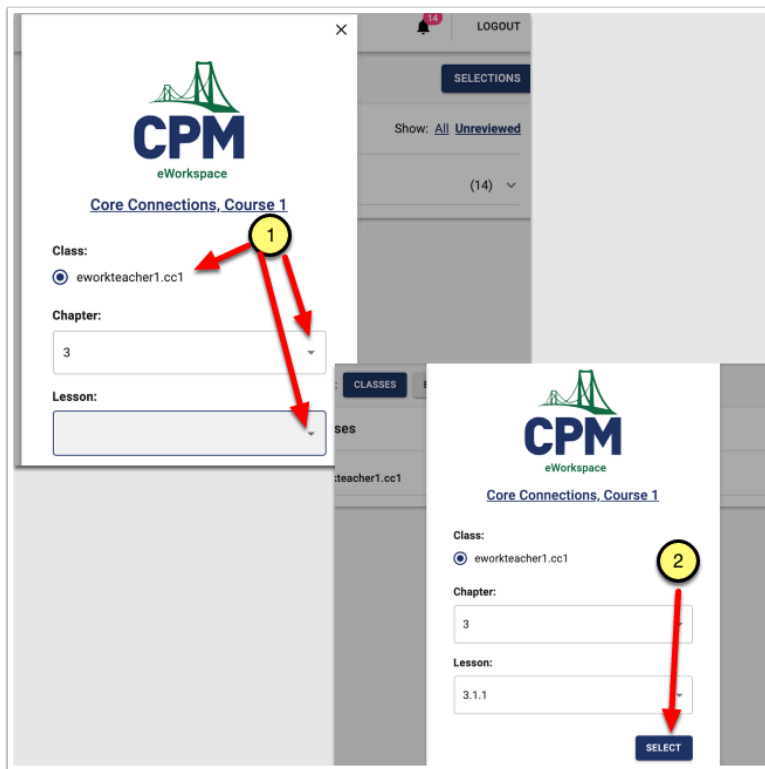 14
LOGOUT
SELECTIONS
Show: All Unreviewed
(14)
CPM
eWorkspace
Core Connections, Course 1
1
Class:
eworkteacher1.cc1
Chapter:
3
Lesson:
CLASSES
ses
teacher1.cc1
CPM
eWorkspace
Core Connections, Course 1
Class:
eworkteacher1.cc1
2
Chapter:
3
Lesson:
3.1.1
SELECT